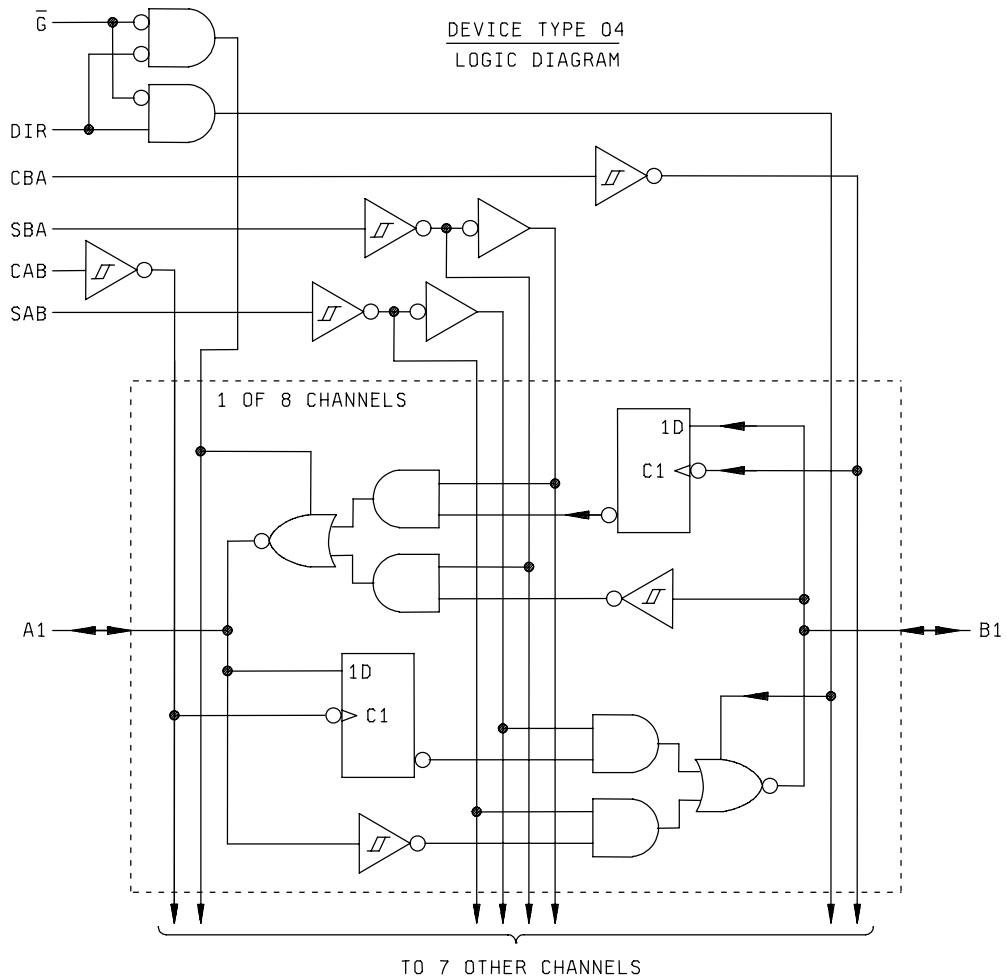 G̅
DEVICE TYPE 04
LOGIC DIAGRAM
DIR
CBA
SBA
CAB
SAB
1 OF 8 CHANNELS
1D
C1
A1
B1
1D
C1
TO 7 OTHER CHANNELS